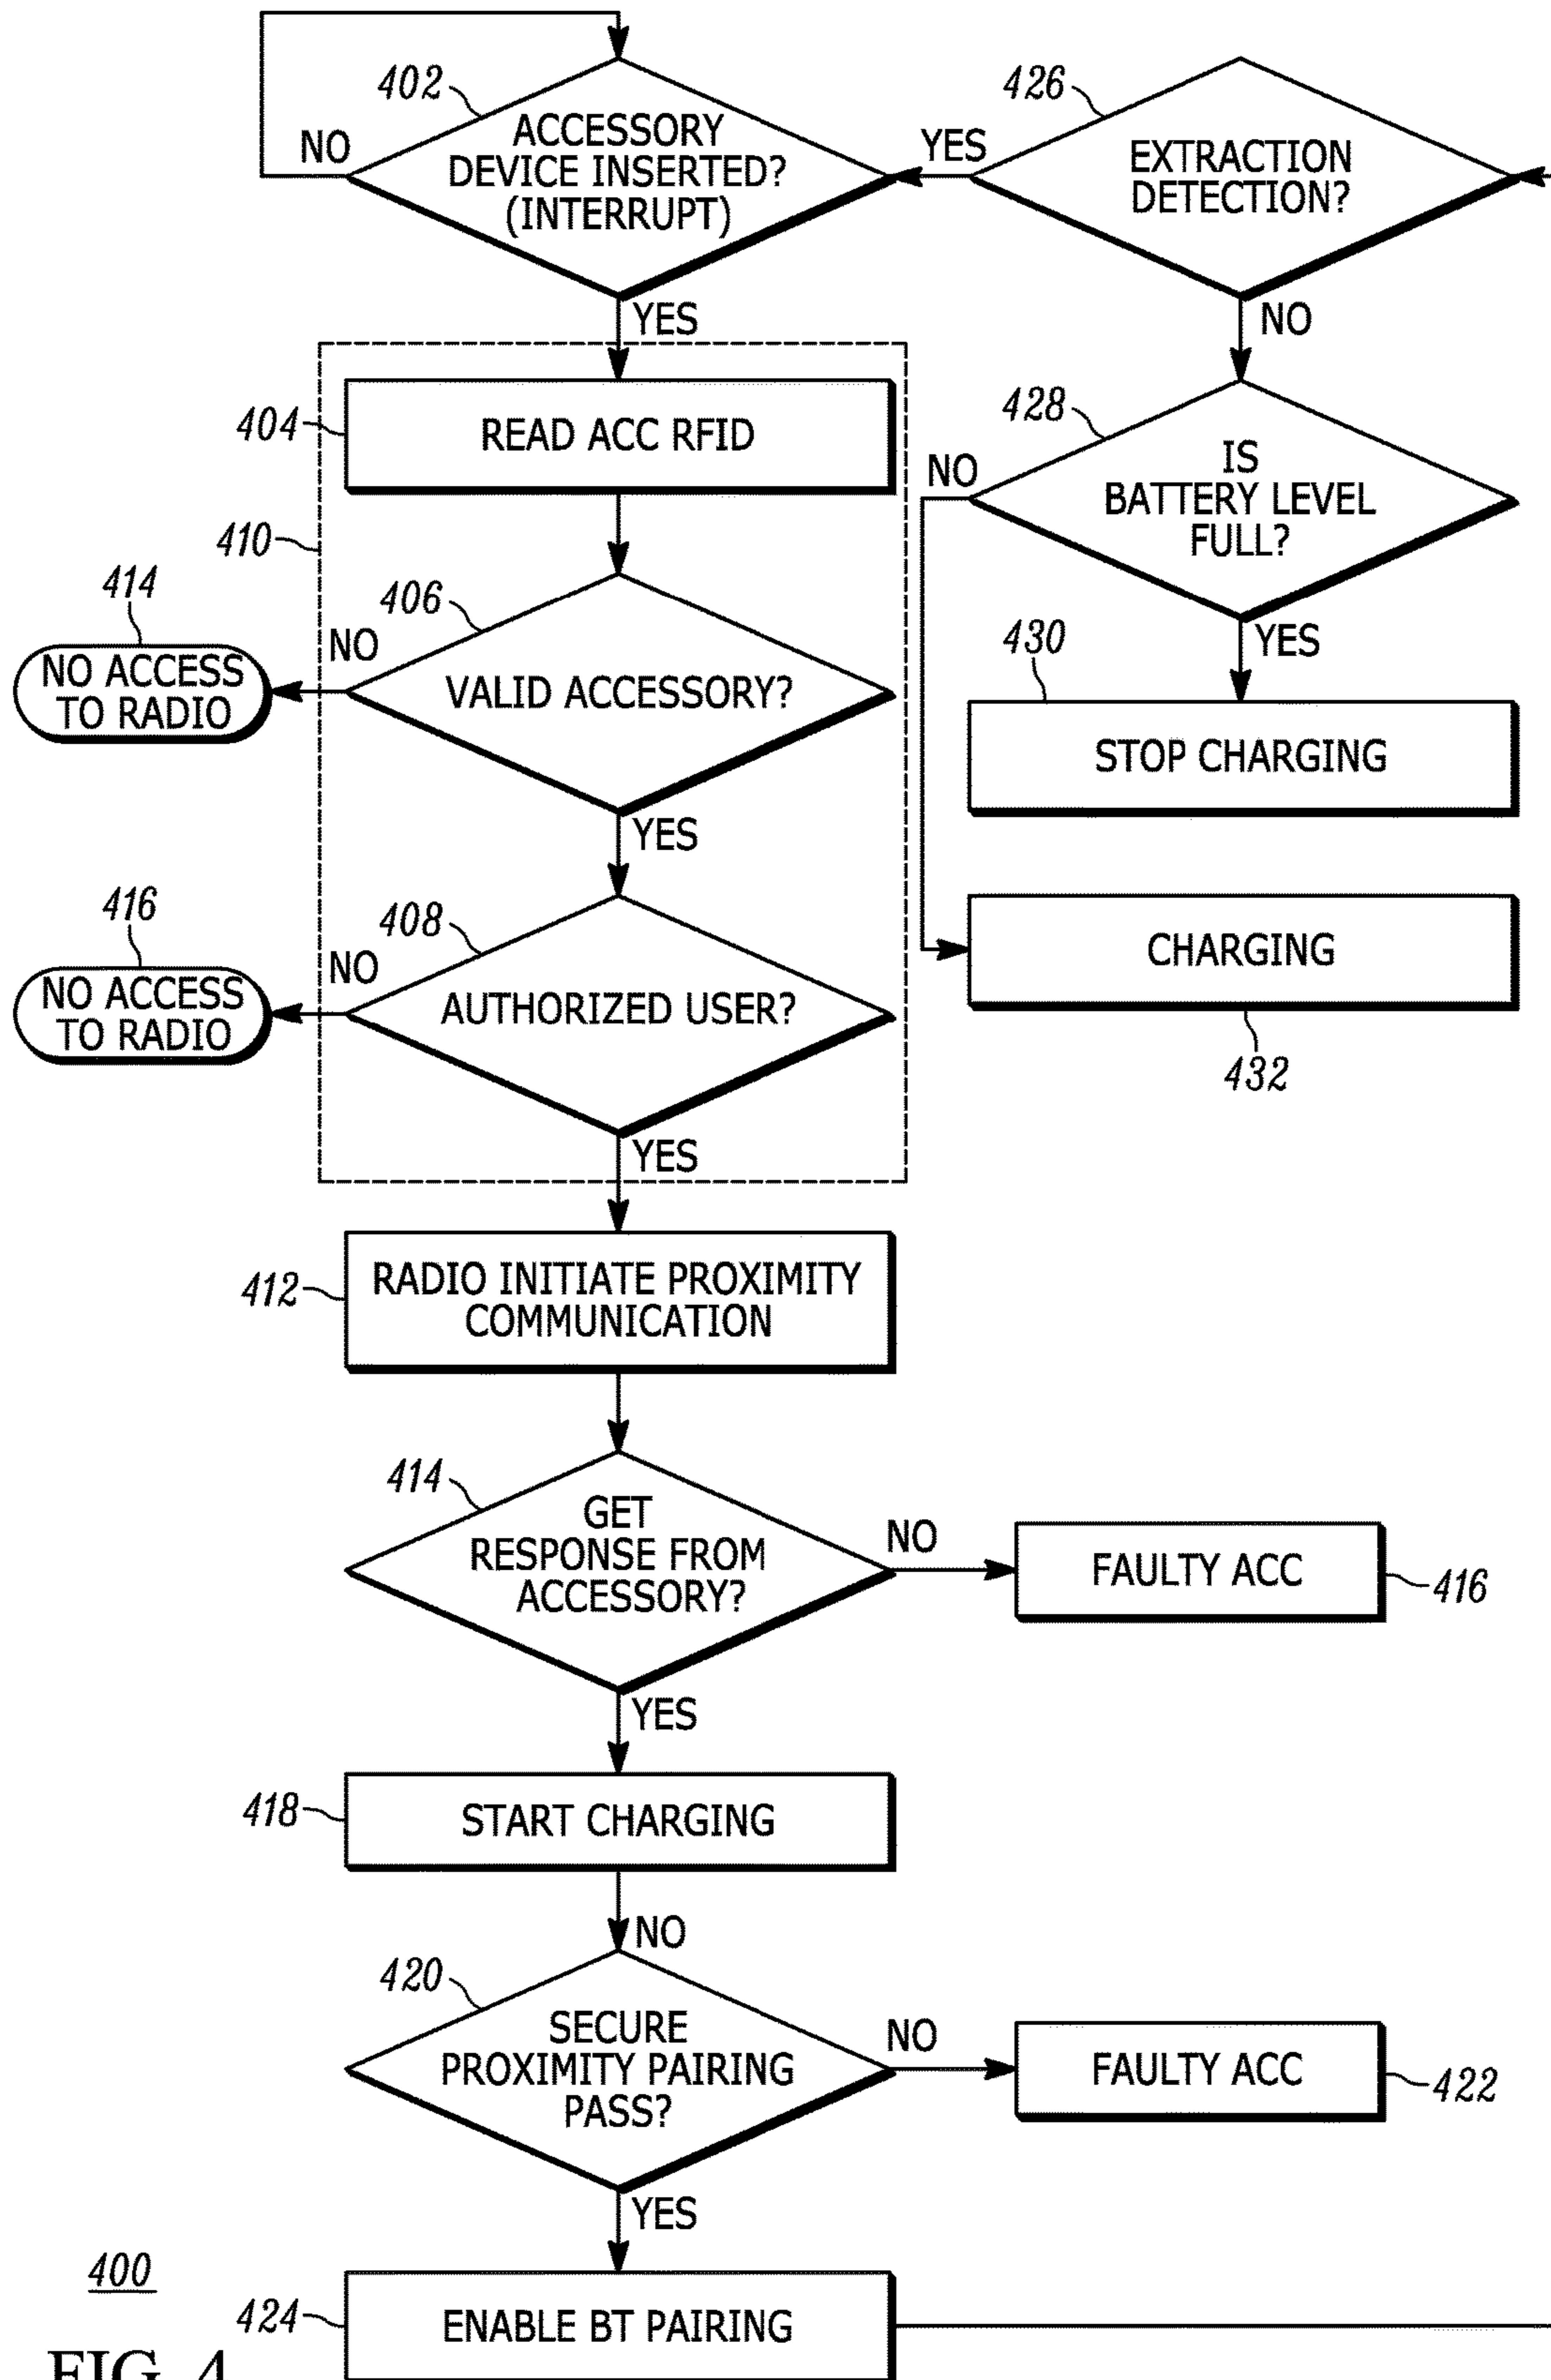 402
NO
ACCESSORY
DEVICE INSERTED?
(INTERRUPT)
YES
426
EXTRACTION
DETECTION?
YES
NO
404
READ ACC RFID
410
428
NO
IS
BATTERY LEVEL
FULL?
YES
414
NO ACCESS
TO RADIO
NO
406
VALID ACCESSORY?
YES
430
STOP CHARGING
416
NO ACCESS
TO RADIO
NO
408
AUTHORIZED USER?
YES
CHARGING
432
412
RADIO INITIATE PROXIMITY
COMMUNICATION
414
GET
RESPONSE FROM
ACCESSORY?
NO
FAULTY ACC
416
YES
418
START CHARGING
NO
420
SECURE
PROXIMITY PAIRING
PASS?
NO
FAULTY ACC
422
YES
400
424
ENABLE BT PAIRING
FIG. 4